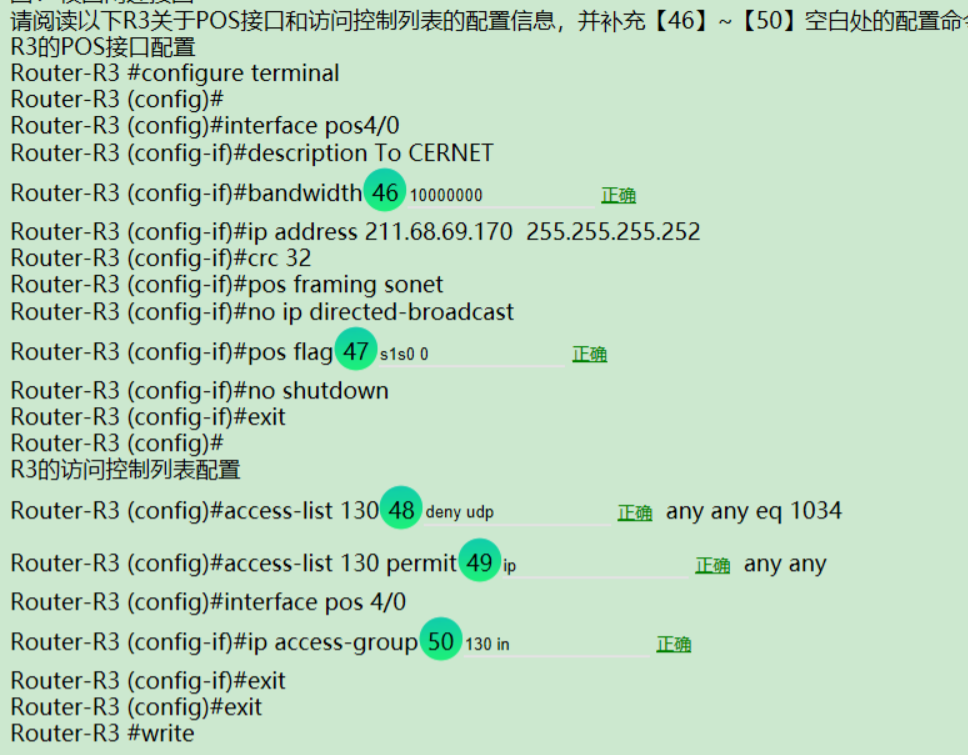 请阅读以下R3关于POS接口和访问控制列表的配置信息，并补充【46】~【50】空白处的配置命
R3的POS接口配置
Router-R3 #configure terminal
Router-R3 (config)#
Router-R3 (config)#interface pos4/0
Router-R3 (config-if)#description To CERNET
Router-R3 (config-if)#bandwidth 46 10000000 正确
Router-R3 (config-if)#ip address 211.68.69.170 255.255.255.252
Router-R3 (config-if)#crc 32
Router-R3 (config-if)#pos framing sonet
Router-R3 (config-if)#no ip directed-broadcast
Router-R3 (config-if)#pos flag 47 s1s0 0 正确
Router-R3 (config-if)#no shutdown
Router-R3 (config-if)#exit
Router-R3 (config)#
R3的访问控制列表配置
Router-R3 (config)#access-list 130 48 deny udp 正确 any any eq 1034
Router-R3 (config)#access-list 130 permit 49 ip 正确 any any
Router-R3 (config)#interface pos 4/0
Router-R3 (config-if)#ip access-group 50 130 in 正确
Router-R3 (config-if)#exit
Router-R3 (config)#exit
Router-R3 #write